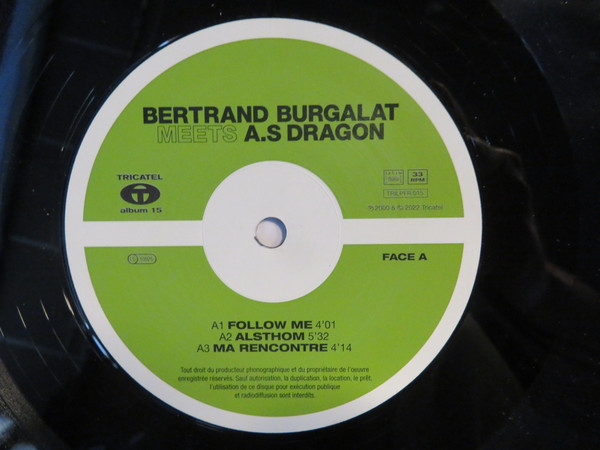 BERTRAND BURGALAT
MEETS A.S DRAGON
TRICATEL
album 15
33
RPM
FACE A
A1 FOLLOW ME 4'01
A2 ALSTHOM 5'32
A3 MA RENCONTRE 4'14
Tout droit du producteur phonographique et du propriétaire de l'oeuvre
enregistrée réservés. Sauf autorisation, la duplication, la location, le prêt,
l'utilisation de ce disque pour exécution publique
et radiodiffusion sont interdits.